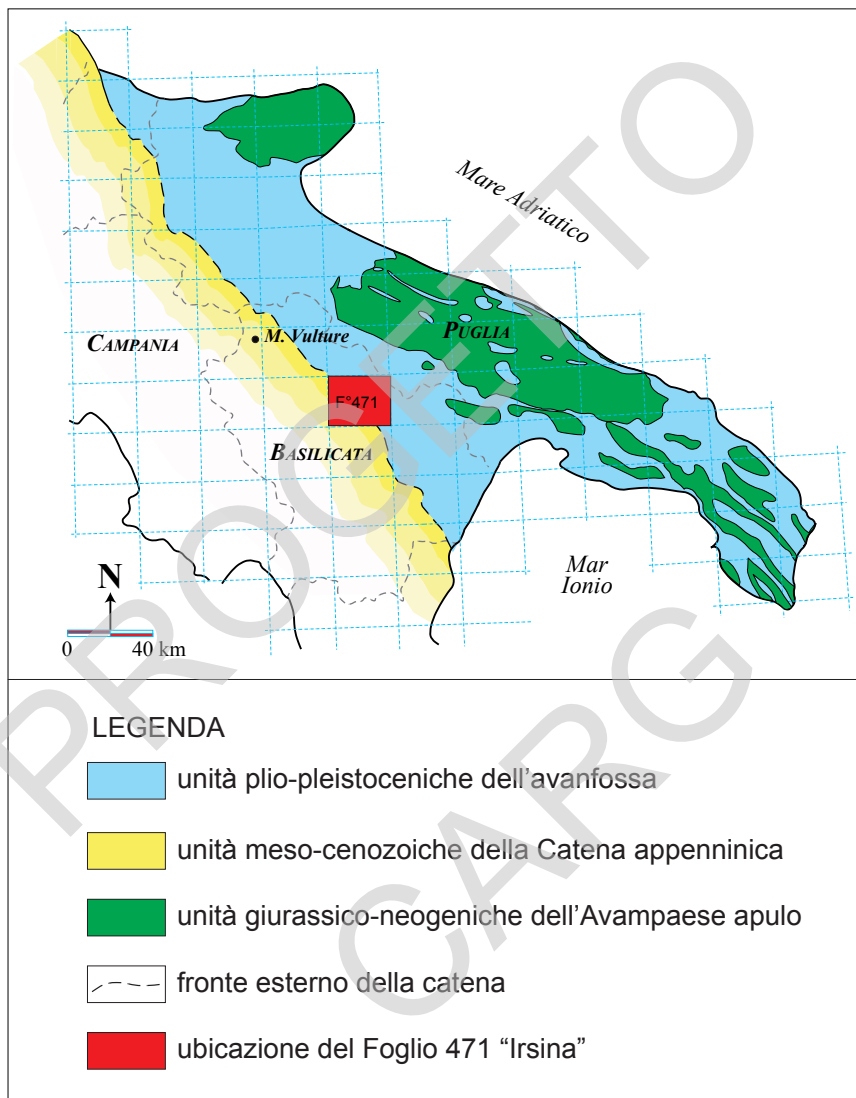 Mare Adriatico
CAMPANIA
M. Vulture
PUGLIA
F°471
BASILICATA
Mar
Ionio
N
0 40 km
LEGENDA
unità plio-pleistoceniche dell'avanfossa
unità meso-cenozoiche della Catena appenninica
unità giurassico-neogeniche dell'Avampaese apulo
fronte esterno della catena
ubicazione del Foglio 471 “Irsina”
PROGETTO
CARG